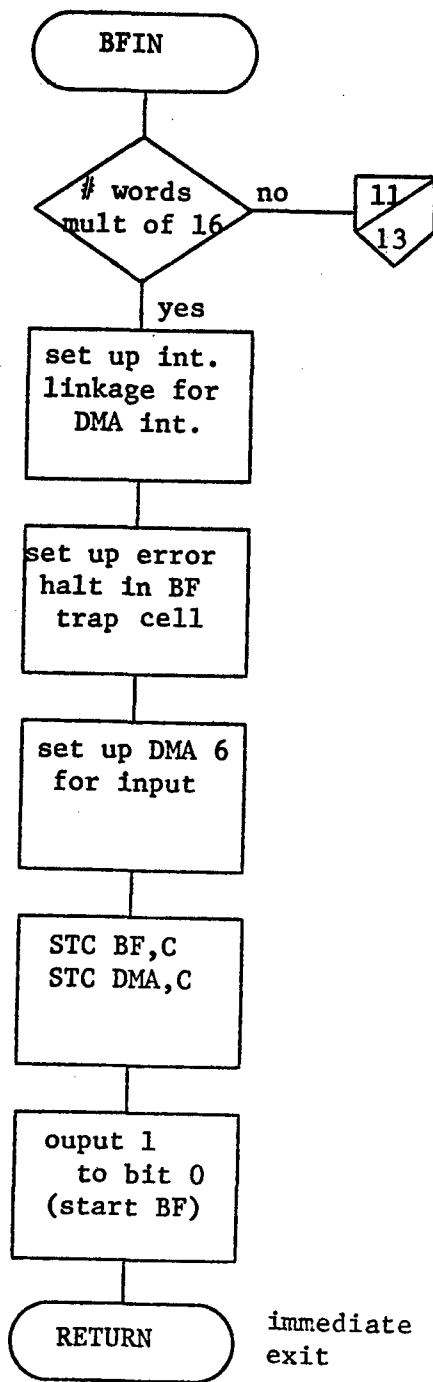 BFIN
# words
mult of 16
no
11
13
yes
set up int.
linkage for
DMA int.
set up error
halt in BF
trap cell
set up DMA 6
for input
STC BF,C
STC DMA,C
ouput 1
to bit 0
(start BF)
RETURN
immediate
exit